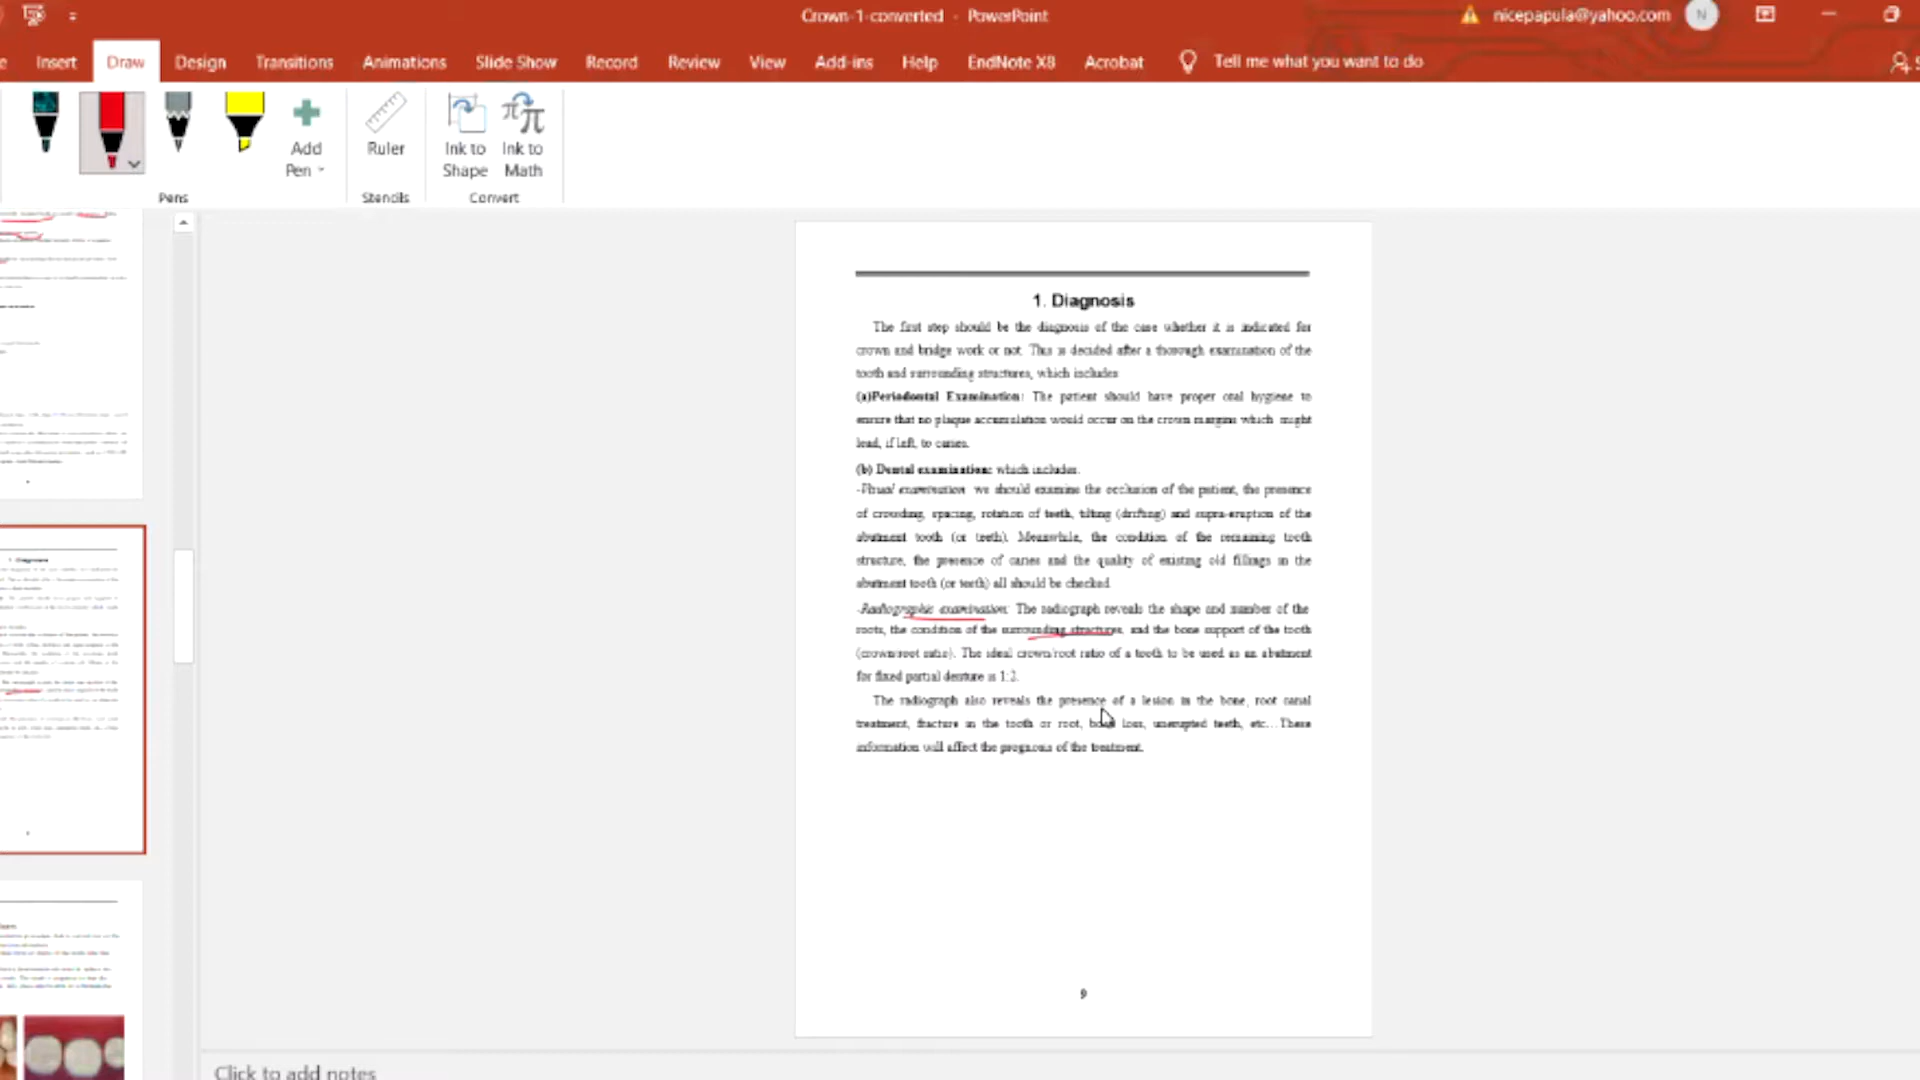 Crown-1-converted - PowerPoint
nicepapula@yahoo.com
N
Insert
Draw
Design
Transitions
Animations
Slide Show
Record
Review
View
Add-ins
Help
EndNote X8
Acrobat
Tell me what you want to do
Add
Pen
Ruler
Ink to
Shape
Ink to
Math
Pens
Stencils
Convert
1. Diagnosis
The first step should be the diagnosis of the case whether it is indicated for
crown and bridge work or not. This is decided after a thorough examination of the
tooth and surrounding structures, which includes
(a)Periodontal Examination: The patient should have proper oral hygiene to
ensure that no plaque accumulation would occur on the crown margins which might
lead, if left, to caries.
(b) Dental examination: which includes.
-Visual examination we should examine the occlusion of the patient, the presence
of crowding, spacing, rotation of teeth, tilting (drifting) and supra-eruption of the
abutment tooth (or teeth). Meanwhile, the condition of the remaining tooth
structure, the presence of caries and the quality of existing old fillings in the
abutment tooth (or teeth) all should be checked.
-Radiographic examination: The radiograph reveals the shape and number of the
roots, the condition of the surrounding structures, and the bone support of the tooth
(crown/root ratio). The ideal crown/root ratio of a tooth to be used as an abutment
for fixed partial denture is
The radiograph also reveals the presence of a lesion in the bone, root canal
treatment, fracture in the tooth or root, bone loss, unerupted teeth, etc...These
information will affect the prognosis of the treatment.
9
Click to add notes